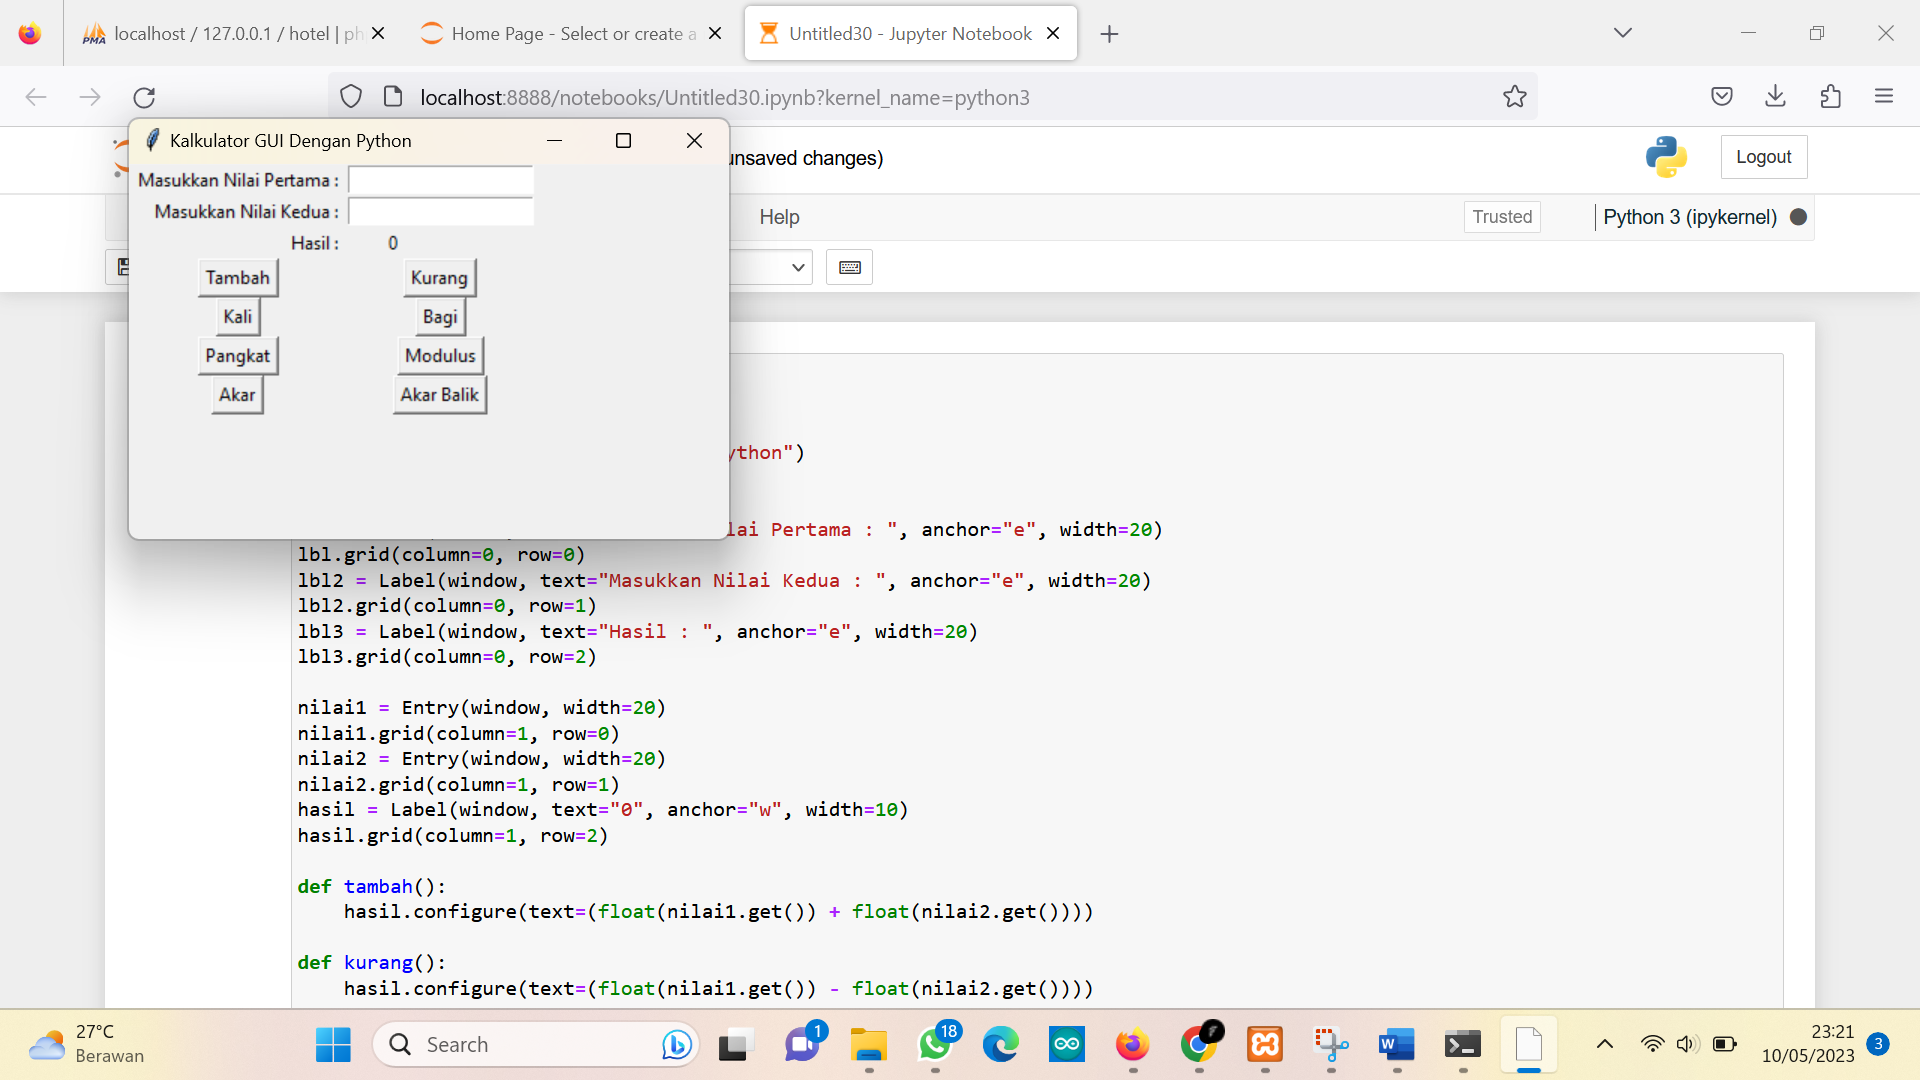 localhost / 127.0.0.1 / hotel | ph
Home Page - Select or create a
Untitled30 - Jupyter Notebook
localhost:8888/notebooks/Untitled30.ipynb?kernel_name=python3
Kalkulator GUI Dengan Python
unsaved changes)
Logout
Masukkan Nilai Pertama :
Masukkan Nilai Kedua :
Hasil : 0
Tambah Kurang
Kali Bagi
Pangkat Modulus
Akar Akar Balik
Help
Trusted
Python 3 (ipykernel)
ython")
lai Pertama : ", anchor="e", width=20)
lbl.grid(column=0, row=0)
lbl2 = Label(window, text="Masukkan Nilai Kedua : ", anchor="e", width=20)
lbl2.grid(column=0, row=1)
lbl3 = Label(window, text="Hasil : ", anchor="e", width=20)
lbl3.grid(column=0, row=2)
nilai1 = Entry(window, width=20)
nilai1.grid(column=1, row=0)
nilai2 = Entry(window, width=20)
nilai2.grid(column=1, row=1)
hasil = Label(window, text="0", anchor="w", width=10)
hasil.grid(column=1, row=2)
def tambah():
hasil.configure(text=(float(nilai1.get()) + float(nilai2.get())))
def kurang():
hasil.configure(text=(float(nilai1.get()) - float(nilai2.get())))
27°C
Berawan
Search
1
18
23:21
10/05/2023
3